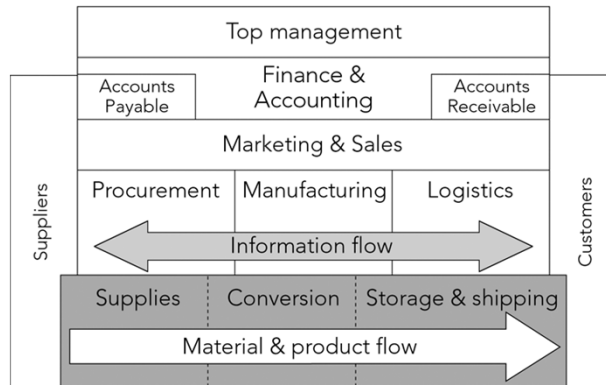 Top management
Finance &
Accounting
Accounts
Payable
Accounts
Receivable
Marketing & Sales
Suppliers
Procurement
Manufacturing
Logistics
Customers
Information flow
Supplies
Conversion
Storage & shipping
Material & product flow